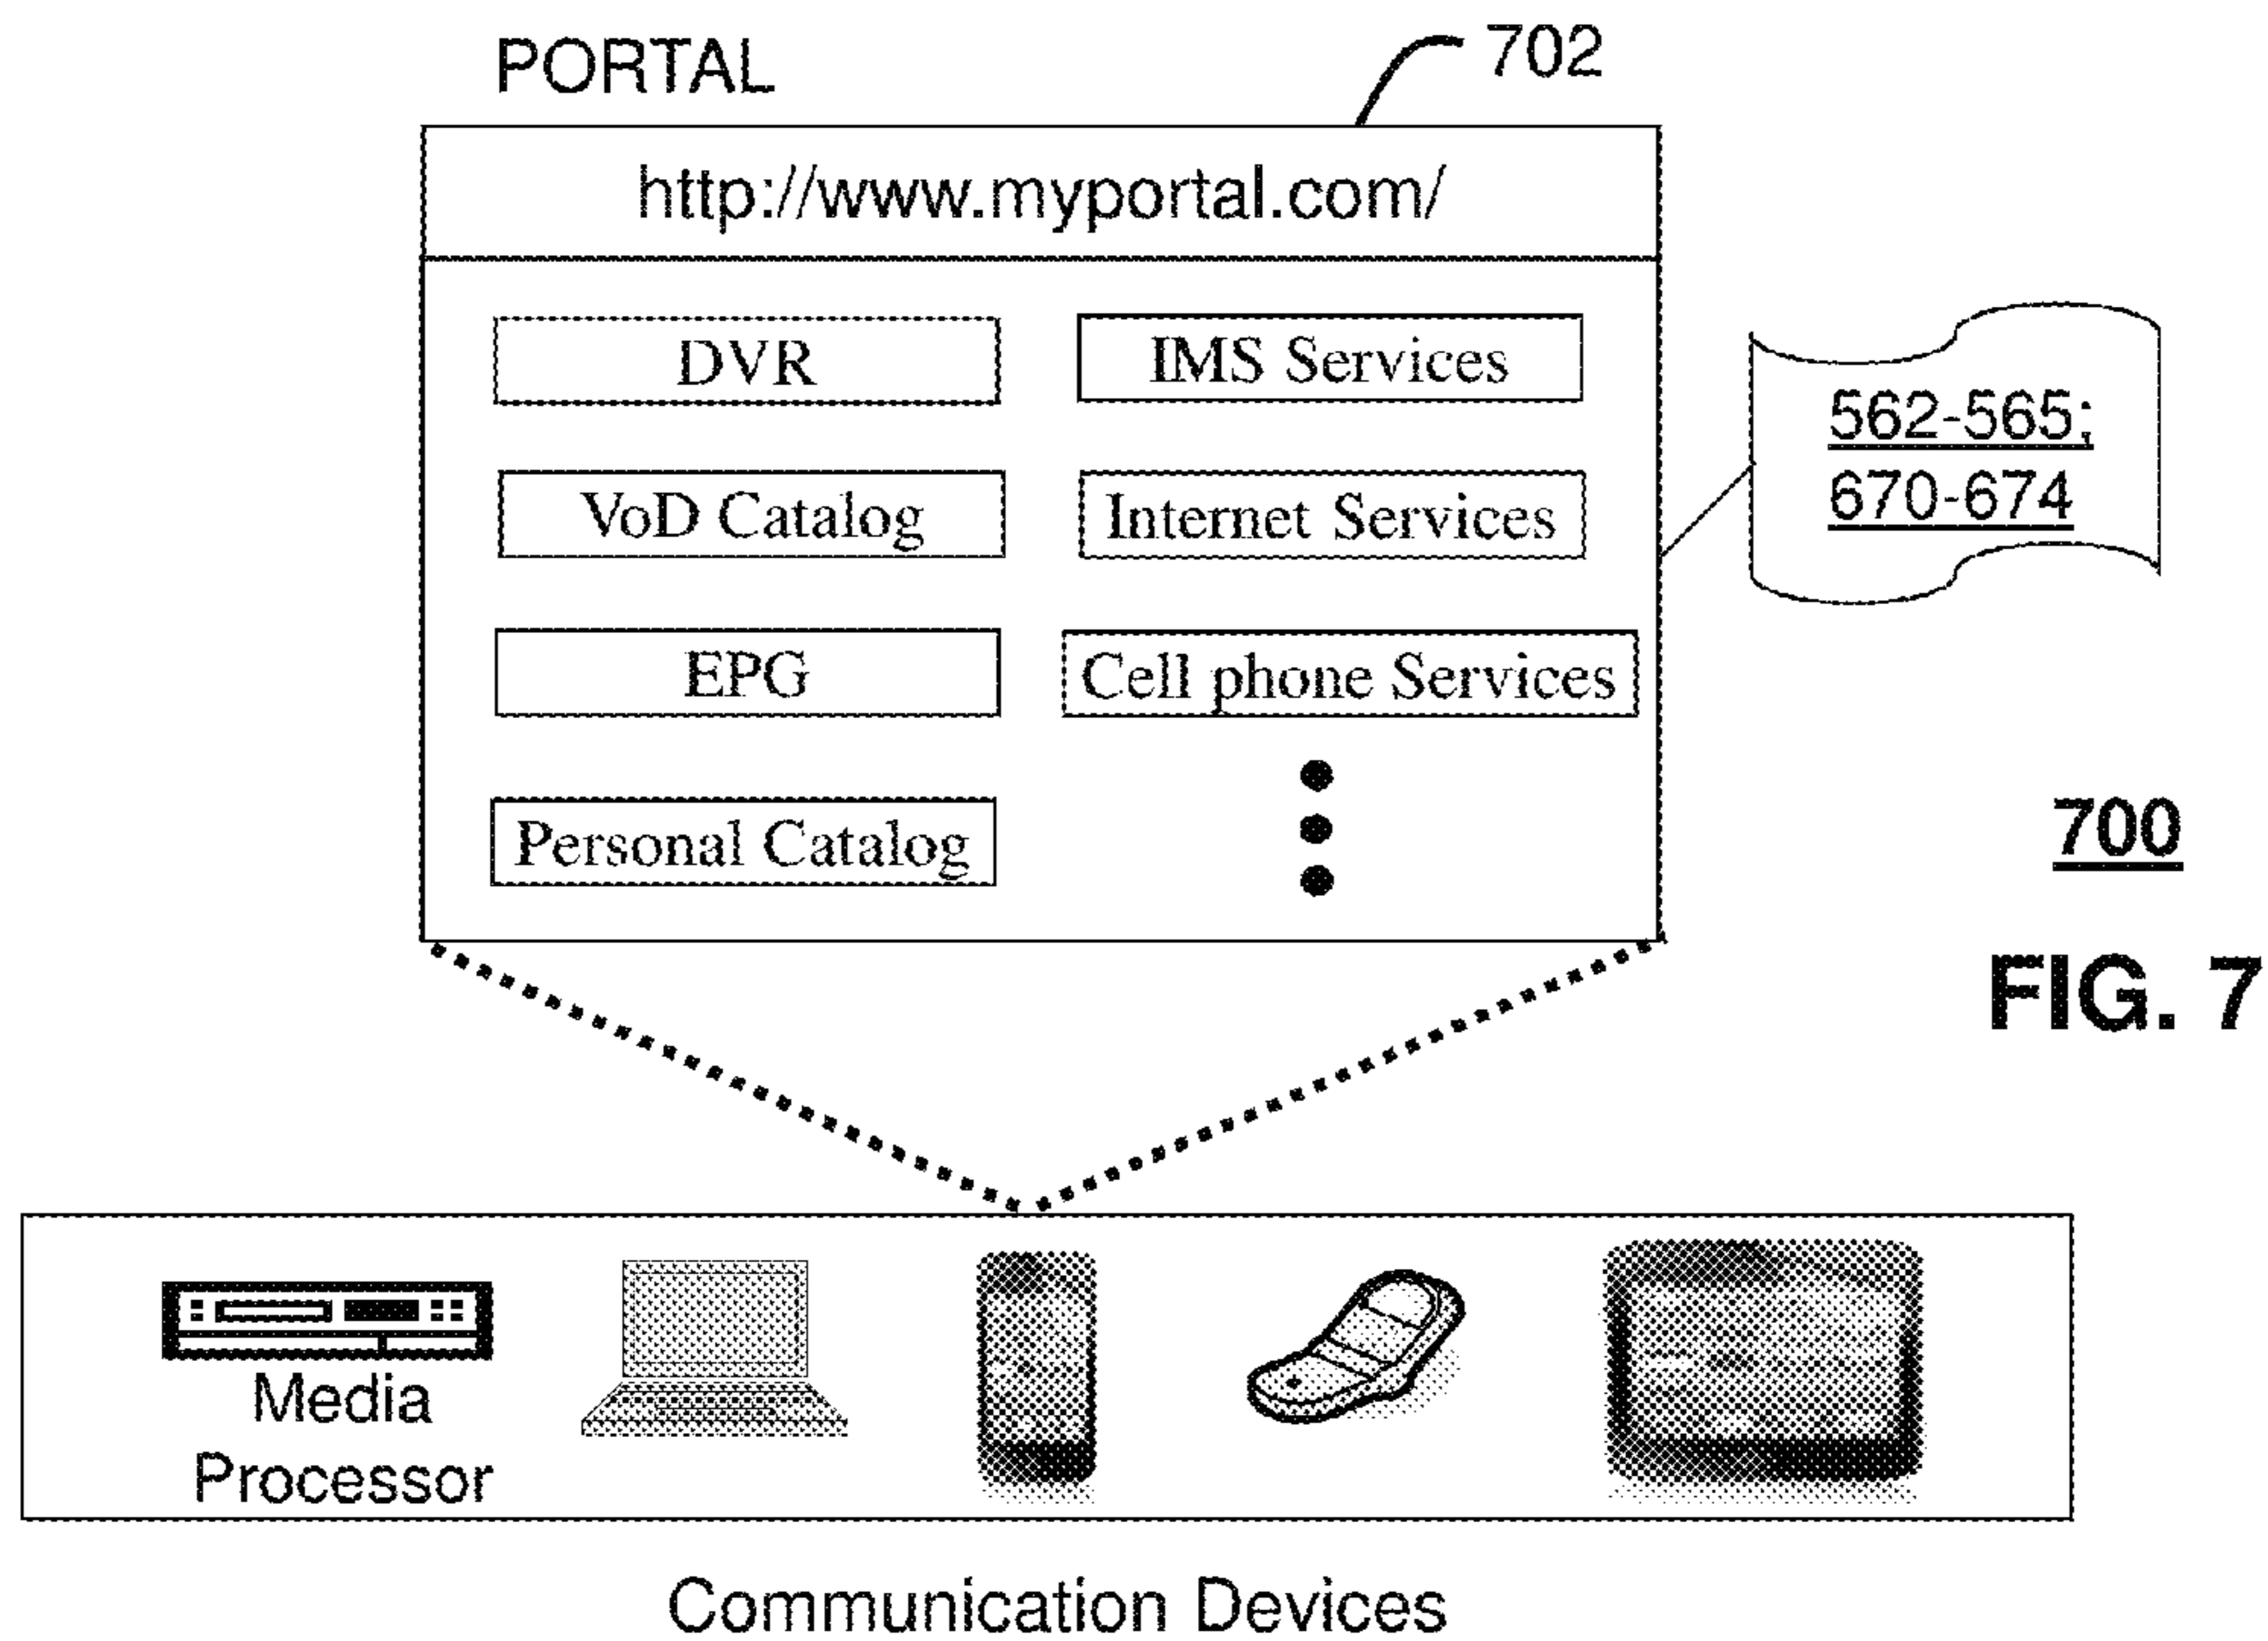 PORTAL
702
http://www.myportal.com/
DVR
IMS Services
VoD Catalog
Internet Services
EPG
Cell phone Services
Personal Catalog
562-565;
670-674
700
FIG. 7
Media
Processor
Communication Devices